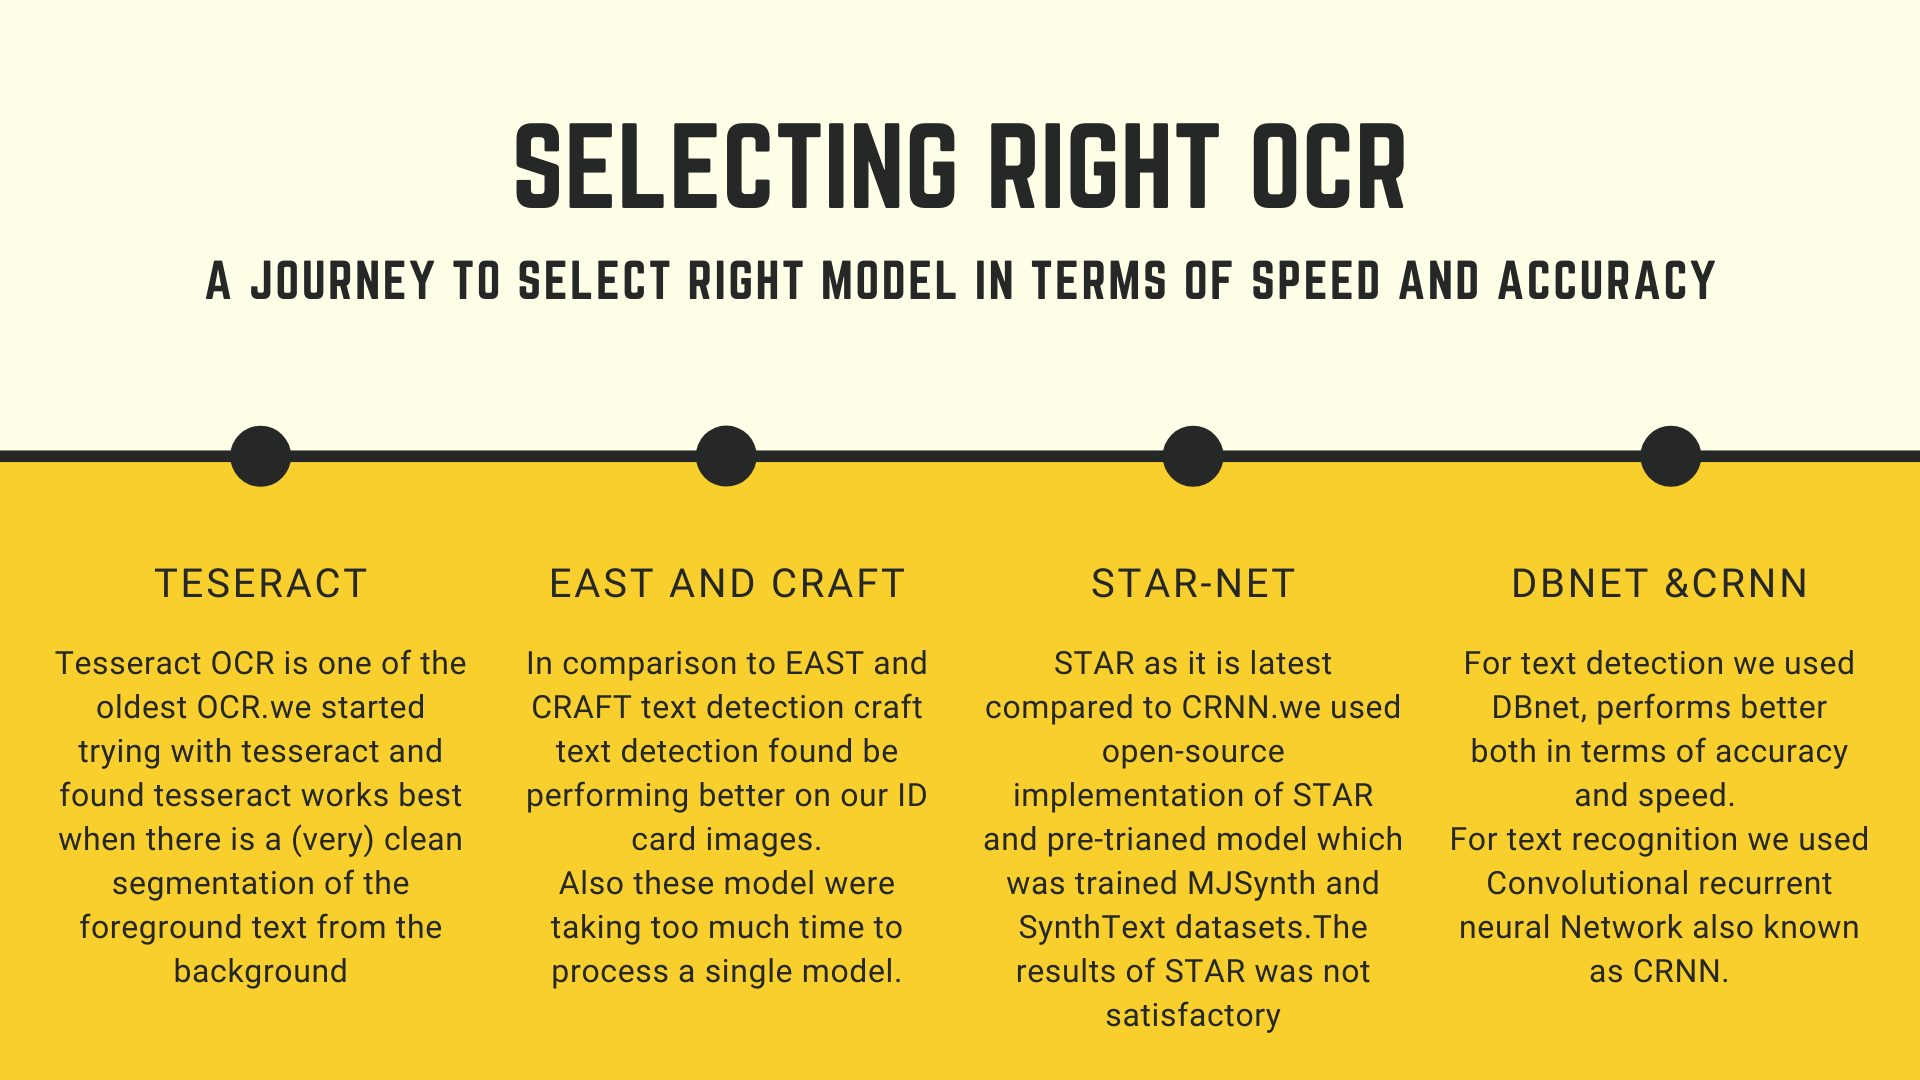 SELECTING RIGHT OCR
A JOURNEY TO SELECT RIGHT MODEL IN TERMS OF SPEED AND ACCURACY
TESERACT
Tesseract OCR is one of the
oldest OCR.we started
trying with tesseract and
found tesseract works best
when there is a (very) clean
segmentation of the
foreground text from the
background
EAST AND CRAFT
In comparison to EAST and
CRAFT text detection craft
text detection found be
performing better on our ID
card images.
Also these model were
taking too much time to
process a single model.
STAR-NET
STAR as it is latest
compared to CRNN.we used
open-source
implementation of STAR
and pre-trianed model which
was trained MJSynth and
SynthText datasets.The
results of STAR was not
satisfactory
DBNET &CRNN
For text detection we used
DBnet, performs better
both in terms of accuracy
and speed.
For text recognition we used
Convolutional recurrent
neural Network also known
as CRNN.